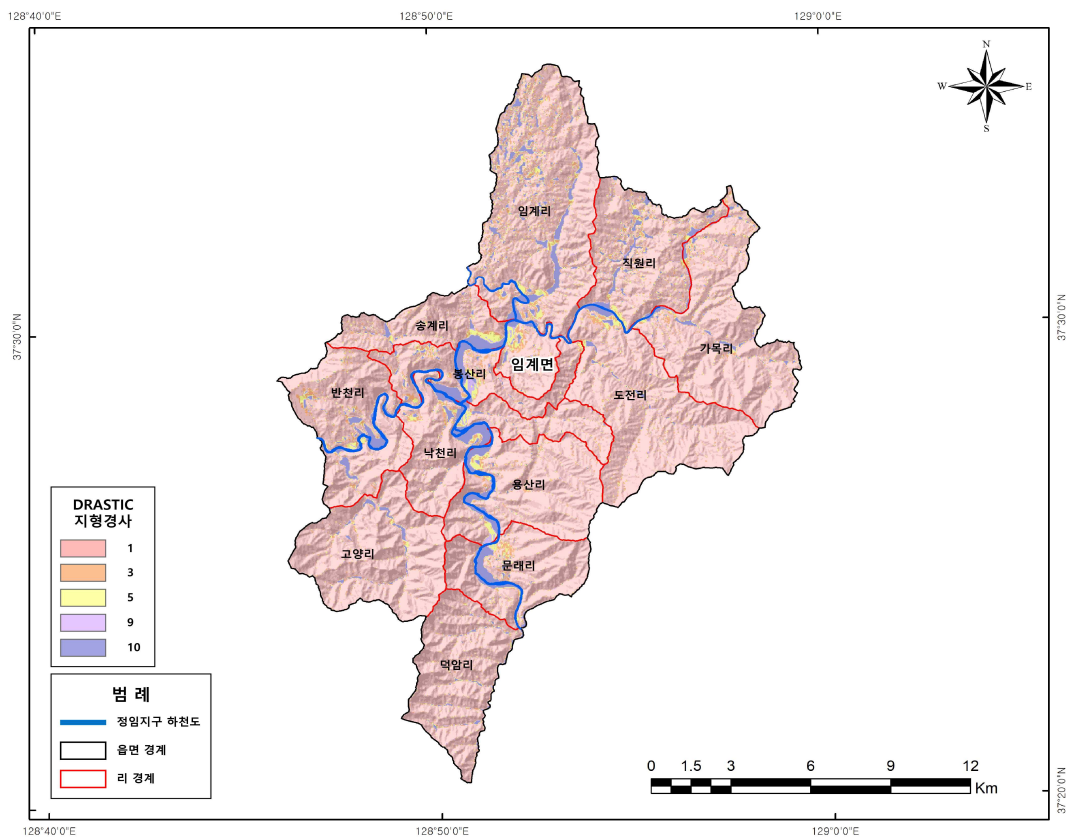 128°40'0"E
128°50'0"E
129°0'0"E
N
W
E
S
임계리
직원리
37°30'0"N
37°30'0"N
송계리
가목리
임계면
봉산리
반천리
도전리
낙천리
용산리
DRASTIC
지형경사
1
3
5
9
10
고양리
문래리
덕암리
범 례
정임지구 하천도
읍면 경계
리 경계
0
1.5
3
6
9
12
Km
37°20'0"N
128°40'0"E
128°50'0"E
129°0'0"E